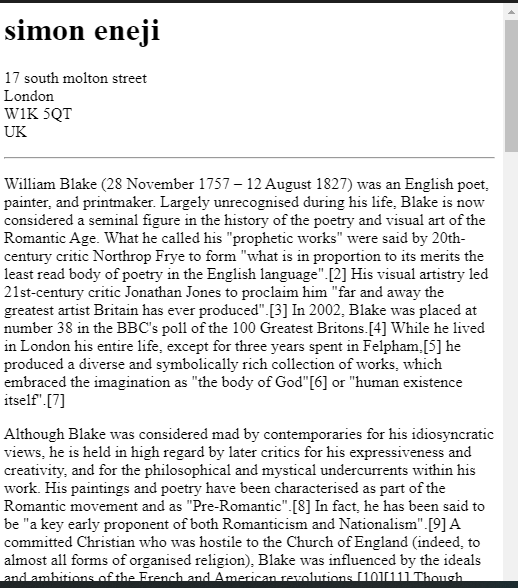 simon eneji
17 south molton street
London
W1K 5QT
UK
William Blake (28 November 1757 – 12 August 1827) was an English poet,
painter, and printmaker. Largely unrecognised during his life, Blake is now
considered a seminal figure in the history of the poetry and visual art of the
Romantic Age. What he called his "prophetic works" were said by 20th-
century critic Northrop Frye to form "what is in proportion to its merits the
least read body of poetry in the English language".[2] His visual artistry led
21st-century critic Jonathan Jones to proclaim him "far and away the
greatest artist Britain has ever produced".[3] In 2002, Blake was placed at
number 38 in the BBC's poll of the 100 Greatest Britons.[4] While he lived
in London his entire life, except for three years spent in Felpham,[5] he
produced a diverse and symbolically rich collection of works, which
embraced the imagination as "the body of God"[6] or "human existence
itself".[7]
Although Blake was considered mad by contemporaries for his idiosyncratic
views, he is held in high regard by later critics for his expressiveness and
creativity, and for the philosophical and mystical undercurrents within his
work. His paintings and poetry have been characterised as part of the
Romantic movement and as "Pre-Romantic".[8] In fact, he has been said to
be "a key early proponent of both Romanticism and Nationalism".[9] A
committed Christian who was hostile to the Church of England (indeed, to
almost all forms of organised religion), Blake was influenced by the ideals
and ambitions of the French and American revolutions.[10][11] Though